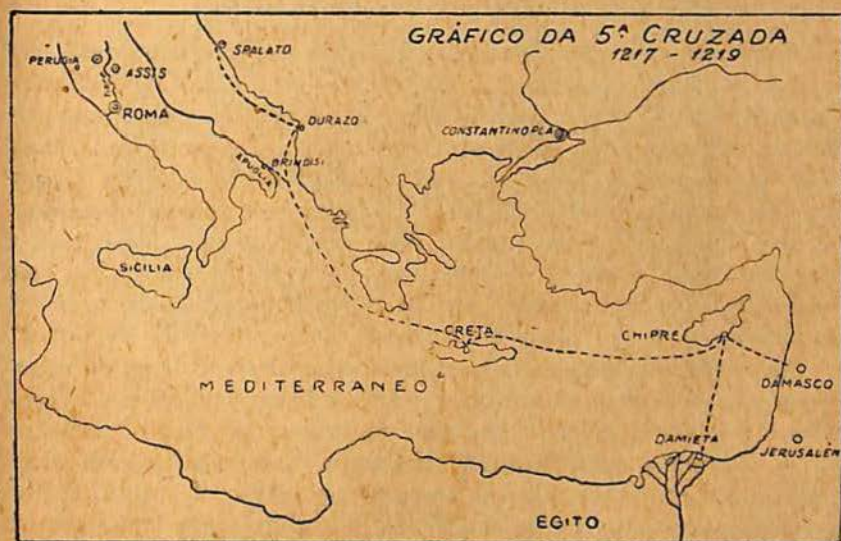 GRÁFICO DA 5ª CRUZADA
1217 - 1219
SPALATO
PERUGIA
ASSIS
ROMA
DURAZO
CONSTANTINOPLA
BRINDISI
APUGLIA
SICILIA
CRETA
CHIPRE
MEDITERRANEO
DAMASCO
DAMIETA
JERUSALÉM
EGITO